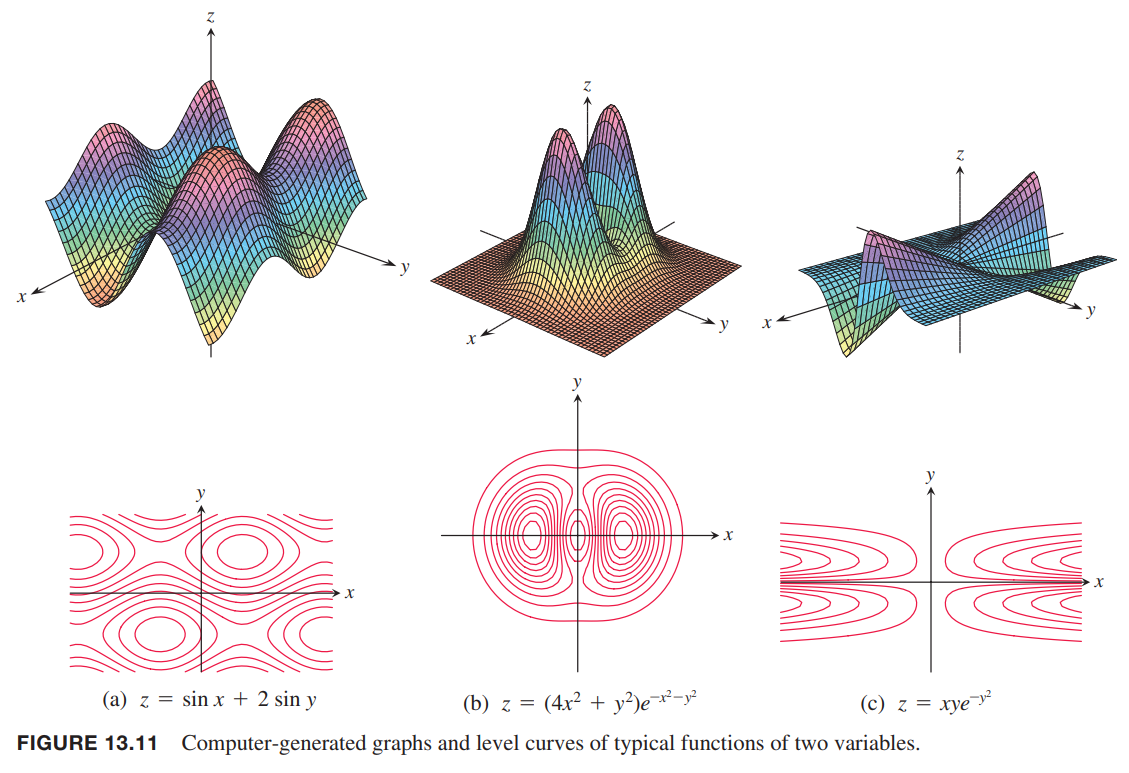 z
x
y
z
x
y
z
x
y
y
x
y
x
y
x
(a) z = sin x + 2 sin y
(b) z = (4x² + y²)e^{−x²−y²}
(c) z = xye^{−y²}
FIGURE 13.11 Computer-generated graphs and level curves of typical functions of two variables.